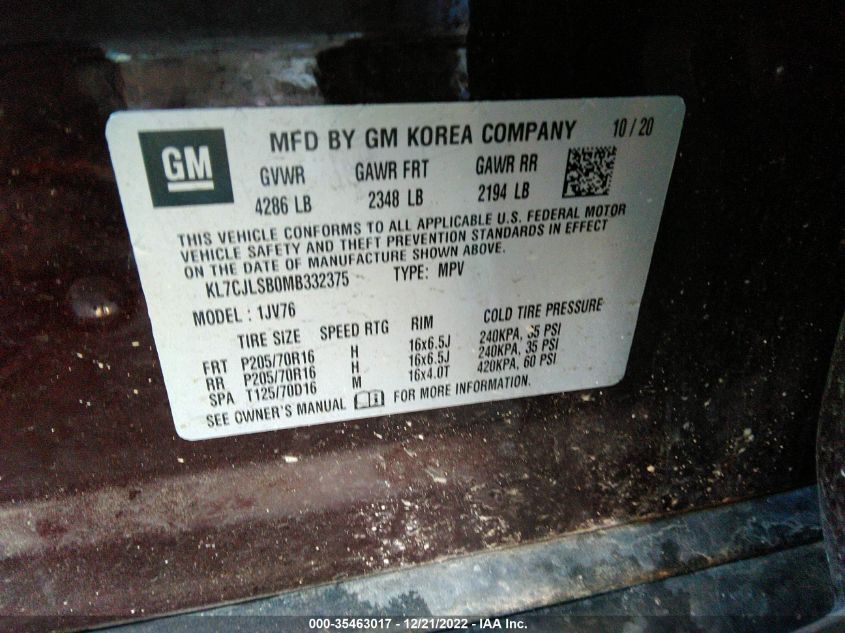 GM
MFD BY GM KOREA COMPANY 10/20
GVWR GAWR FRT GAWR RR
4286 LB 2348 LB 2194 LB
THIS VEHICLE CONFORMS TO ALL APPLICABLE U.S. FEDERAL MOTOR
VEHICLE SAFETY AND THEFT PREVENTION STANDARDS IN EFFECT
ON THE DATE OF MANUFACTURE SHOWN ABOVE.
KL7CJLSB0MB332375 TYPE: MPV
MODEL : 1JV76
TIRE SIZE SPEED RTG RIM COLD TIRE PRESSURE
FRT P205/70R16 H 16x6.5J 240KPA, 35 PSI
RR P205/70R16 H 16x6.5J 240KPA, 35 PSI
SPA T125/70D16 M 16x4.0T 420KPA, 60 PSI
SEE OWNER'S MANUAL FOR MORE INFORMATION.
000-35463017 - 12/21/2022 - IAA Inc.